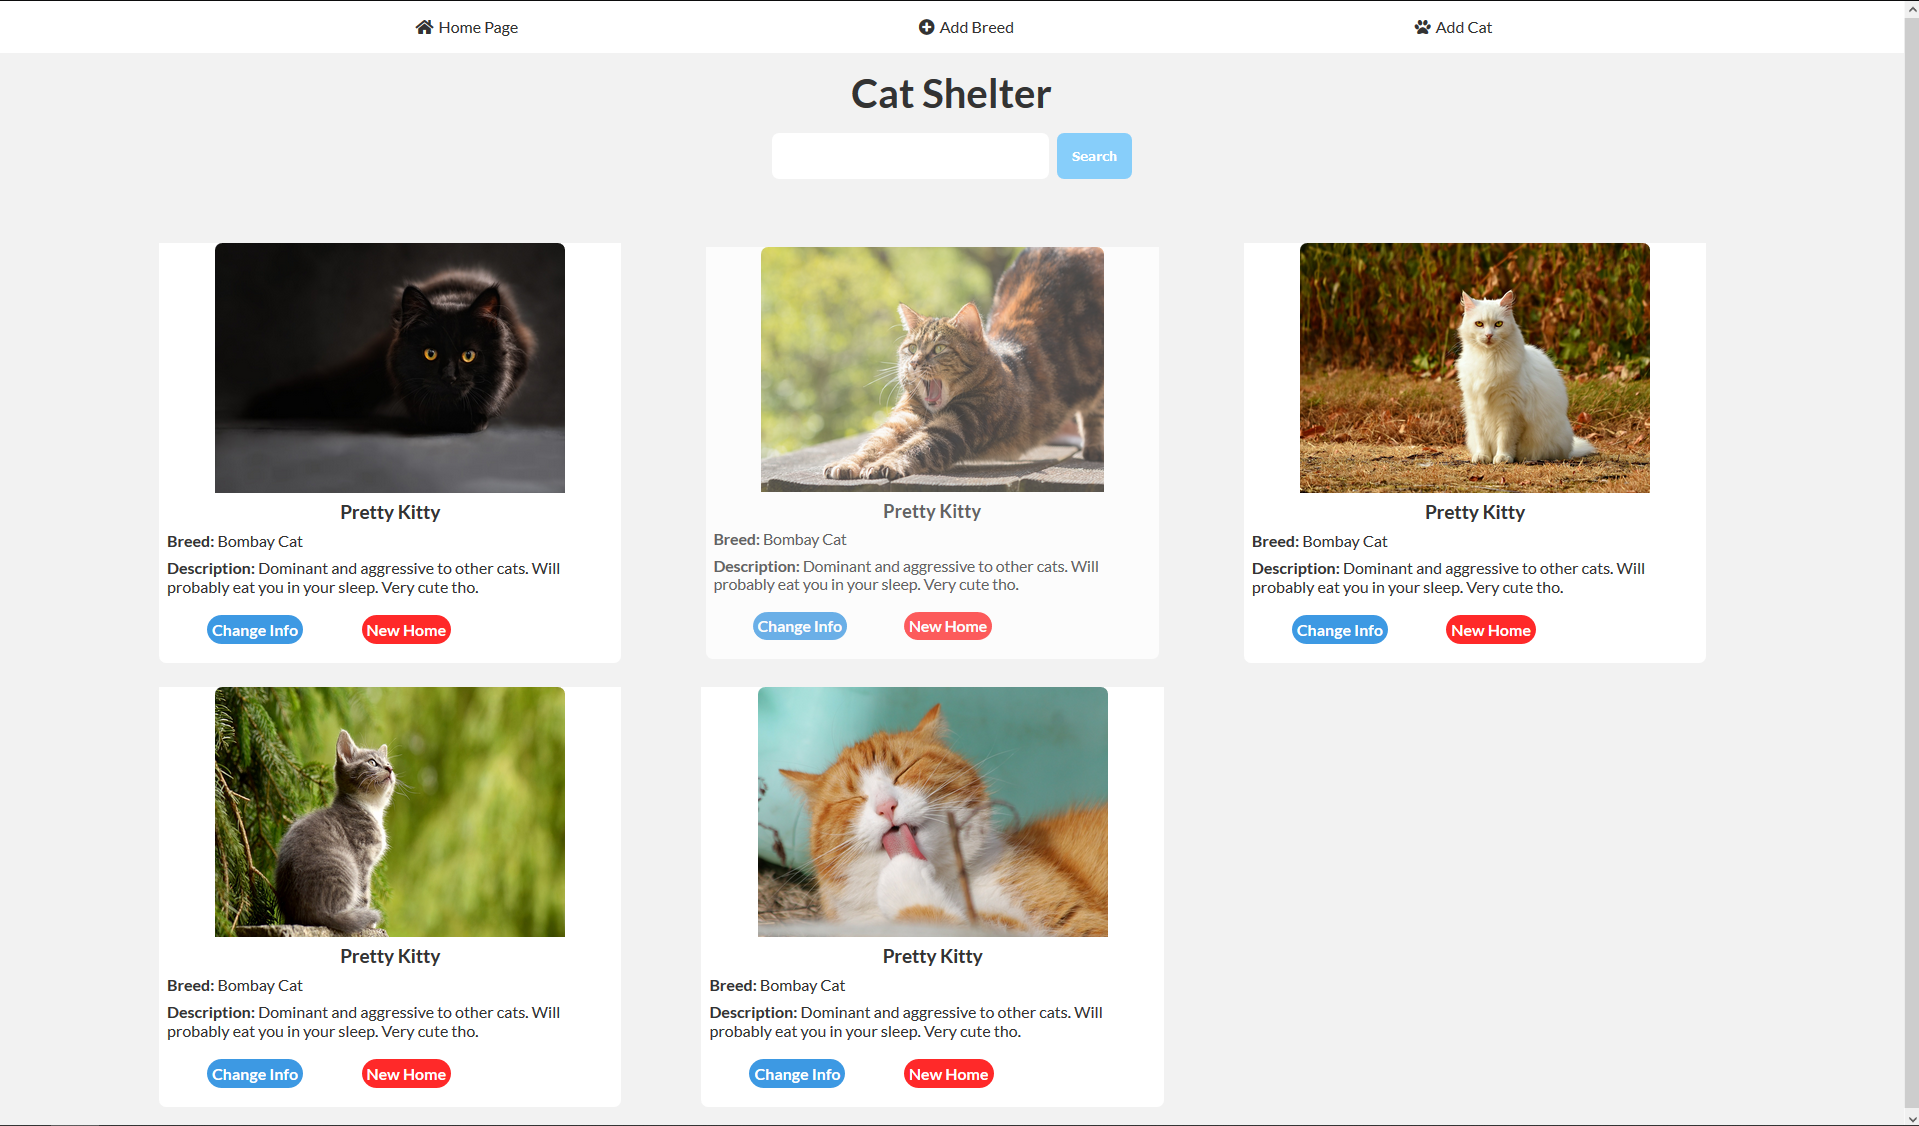 Home Page
Add Breed
Add Cat
Cat Shelter
Search
Pretty Kitty
Breed: Bombay Cat
Description: Dominant and aggressive to other cats. Will
probably eat you in your sleep. Very cute tho.
Change Info
New Home
Pretty Kitty
Breed: Bombay Cat
Description: Dominant and aggressive to other cats. Will
probably eat you in your sleep. Very cute tho.
Change Info
New Home
Pretty Kitty
Breed: Bombay Cat
Description: Dominant and aggressive to other cats. Will
probably eat you in your sleep. Very cute tho.
Change Info
New Home
Pretty Kitty
Breed: Bombay Cat
Description: Dominant and aggressive to other cats. Will
probably eat you in your sleep. Very cute tho.
Change Info
New Home
Pretty Kitty
Breed: Bombay Cat
Description: Dominant and aggressive to other cats. Will
probably eat you in your sleep. Very cute tho.
Change Info
New Home